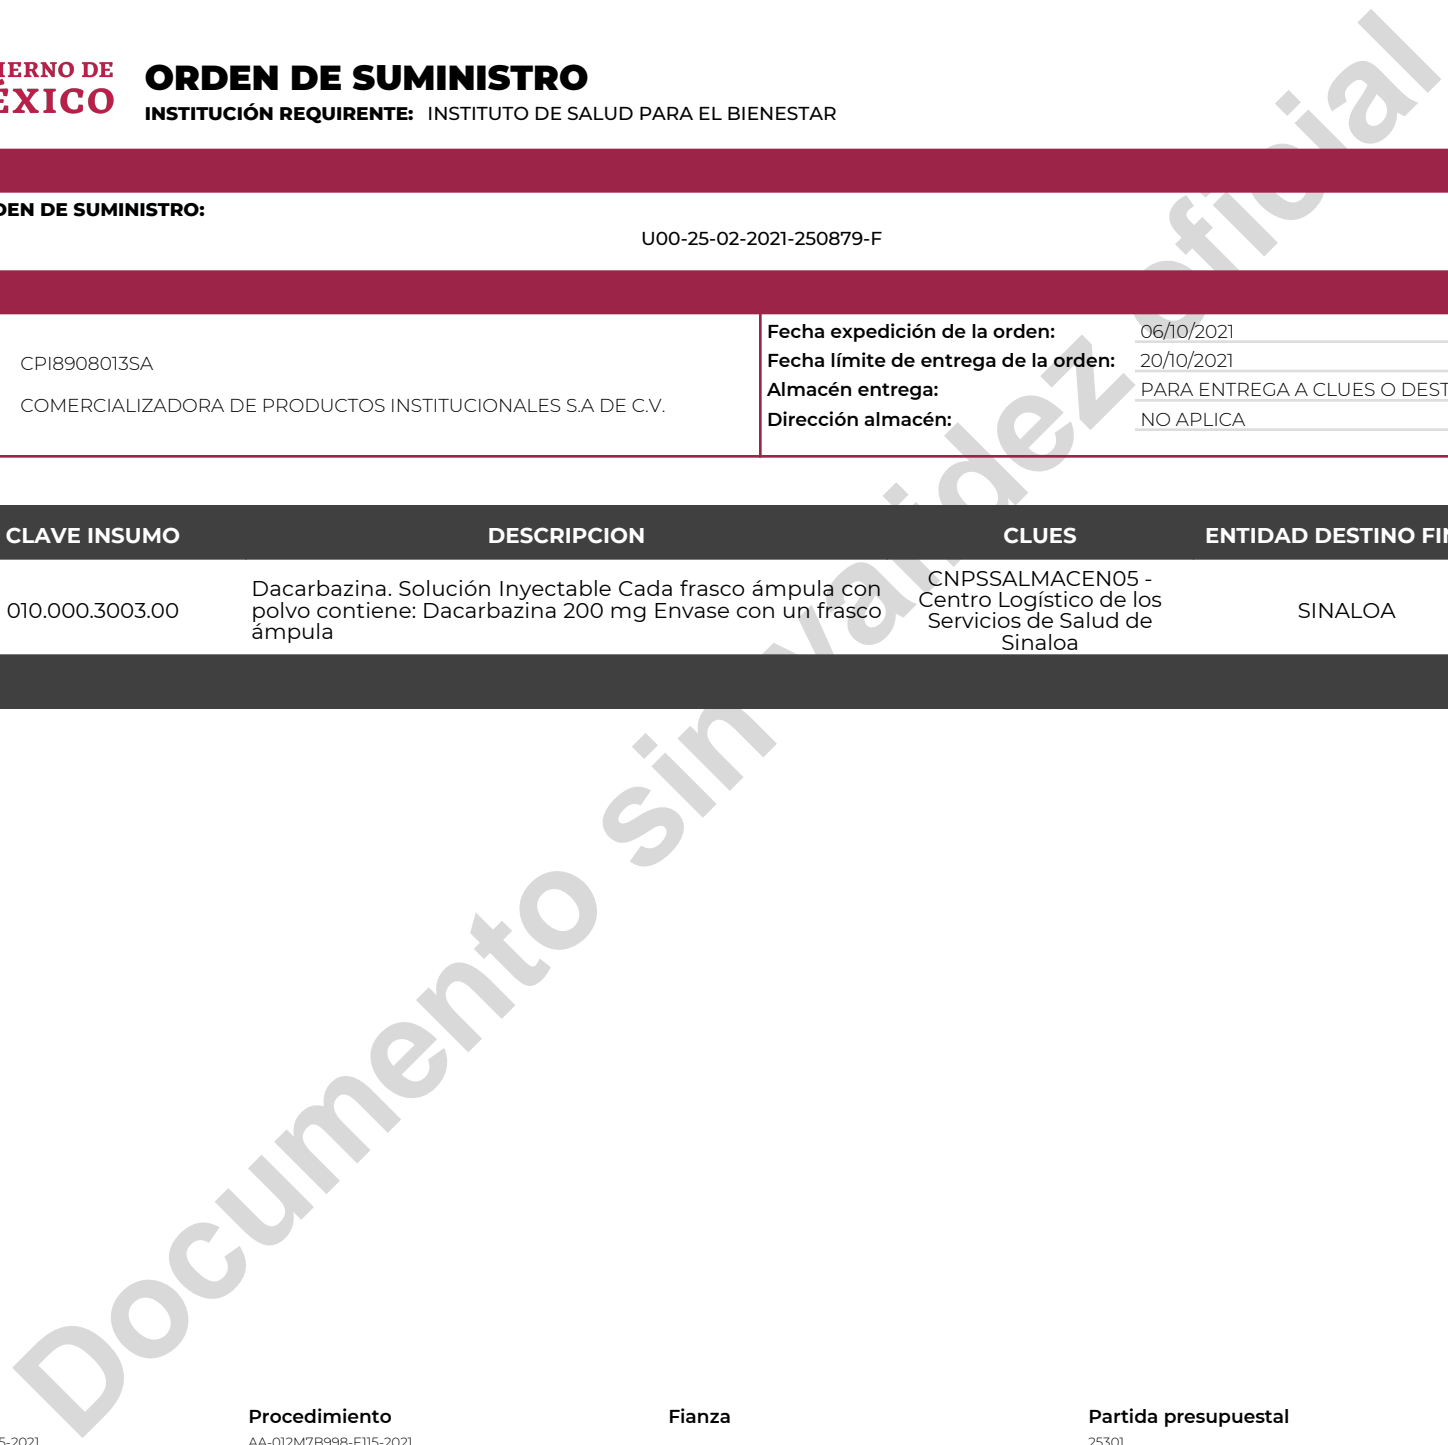 IERNO DE
ÉXICO
ORDEN DE SUMINISTRO
INSTITUCIÓN REQUIRENTE: INSTITUTO DE SALUD PARA EL BIENESTAR
DEN DE SUMINISTRO:
U00-25-02-2021-250879-F
CPI8908013SA
COMERCIALIZADORA DE PRODUCTOS INSTITUCIONALES S.A DE C.V.
Fecha expedición de la orden: 06/10/2021
Fecha límite de entrega de la orden: 20/10/2021
Almacén entrega: PARA ENTREGA A CLUES O DEST
Dirección almacén: NO APLICA
CLAVE INSUMO DESCRIPCION CLUES ENTIDAD DESTINO FIN
010.000.3003.00
Dacarbazina. Solución Inyectable Cada frasco ámpula con
polvo contiene: Dacarbazina 200 mg Envase con un frasco
ámpula
CNPSSALMACEN05 -
Centro Logístico de los
Servicios de Salud de
Sinaloa
SINALOA
Documento sin validez oficial
Procedimiento Fianza Partida presupuestal
5-2021 AA-012M7B998-E115-2021 25301